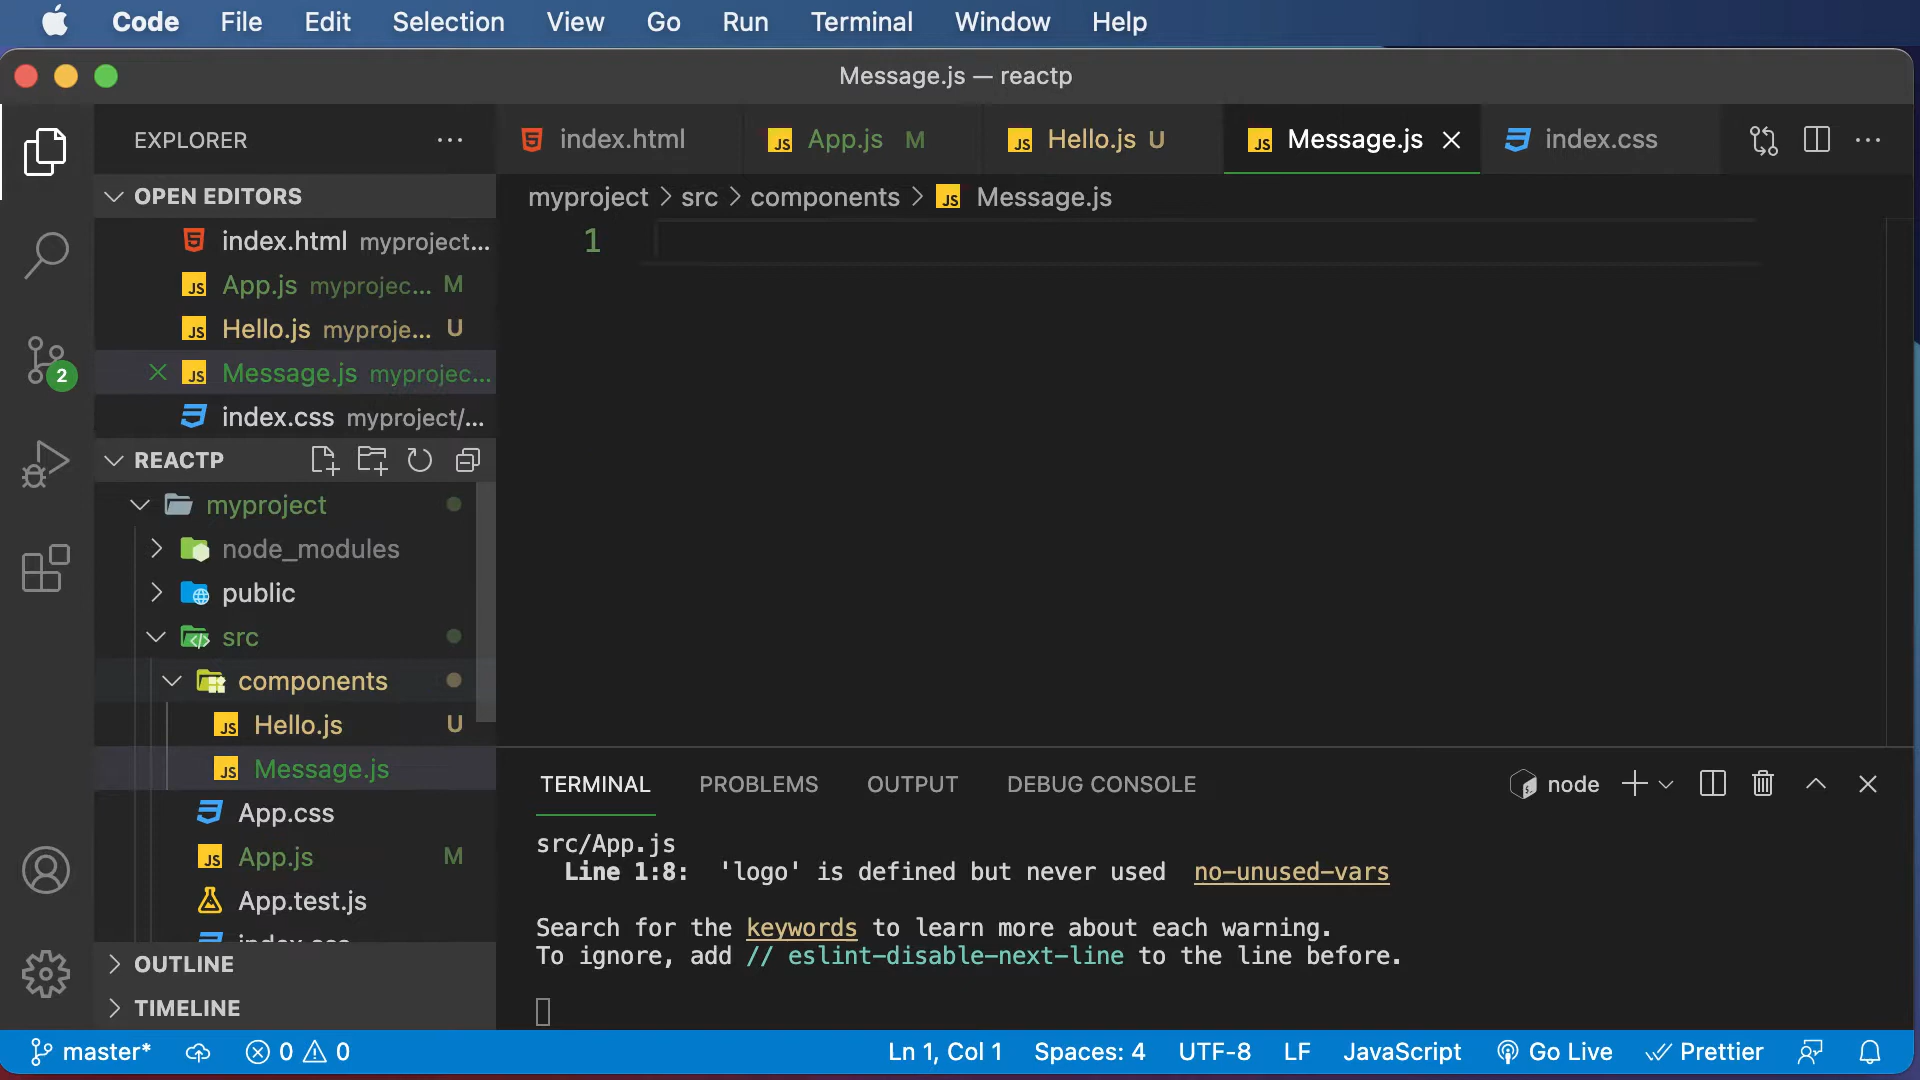 Code File Edit Selection View Go Run Terminal Window Help
Message.js — reactp
EXPLORER
index.html
App.js M
Hello.js U
Message.js
index.css
OPEN EDITORS
myproject > src > components > Message.js
1
index.html myproject...
App.js myprojec... M
Hello.js myproje... U
Message.js myprojec...
index.css myproject/...
2
REACTP
myproject
node_modules
public
src
components
Hello.js U
Message.js
App.css
App.js M
App.test.js
index.css
OUTLINE
TIMELINE
TERMINAL PROBLEMS OUTPUT DEBUG CONSOLE node
src/App.js
Line 1:8: 'logo' is defined but never used no-unused-vars
Search for the keywords to learn more about each warning.
To ignore, add // eslint-disable-next-line to the line before.
master* 0 0 Ln 1, Col 1 Spaces: 4 UTF-8 LF JavaScript Go Live Prettier